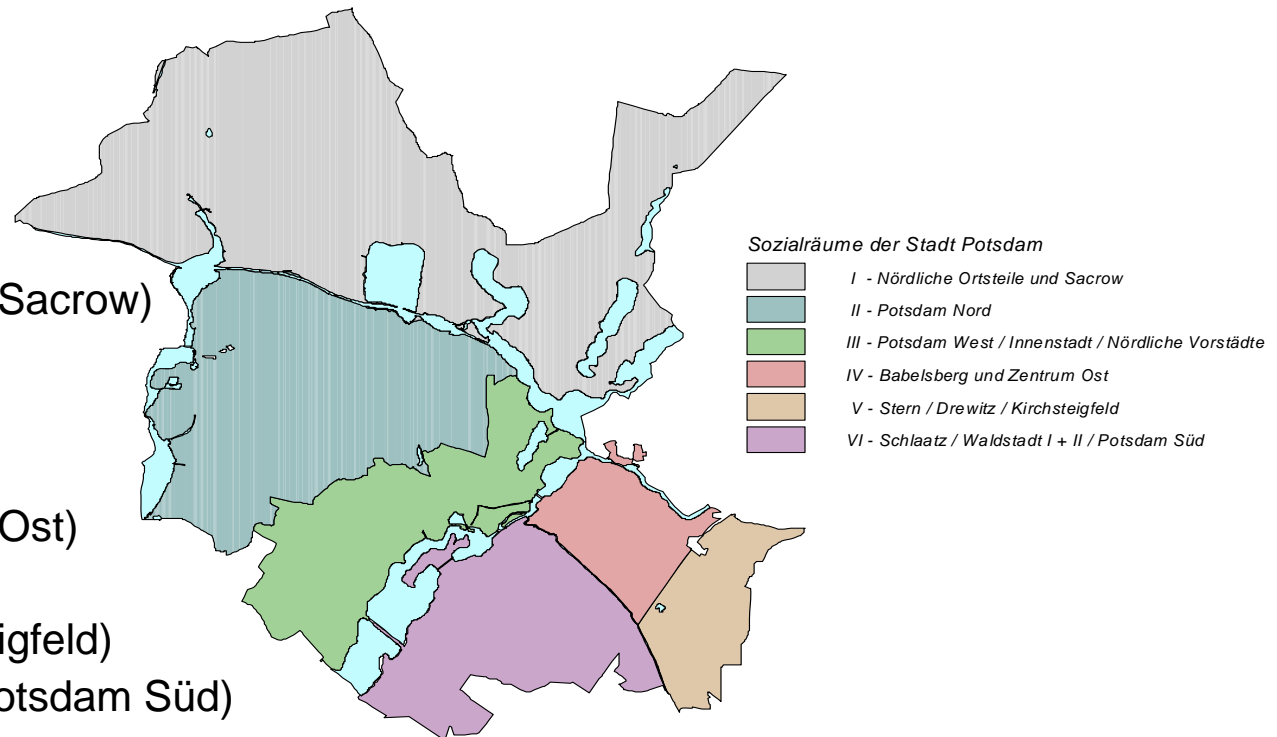 Sacrow)
Ost)
igfeld)
otsdam Süd)
Sozialräume der Stadt Potsdam
I - Nördliche Ortsteile und Sacrow
II - Potsdam Nord
III - Potsdam West / Innenstadt / Nördliche Vorstädte
IV - Babelsberg und Zentrum Ost
V - Stern / Drewitz / Kirchsteigfeld
VI - Schlaatz / Waldstadt I + II / Potsdam Süd